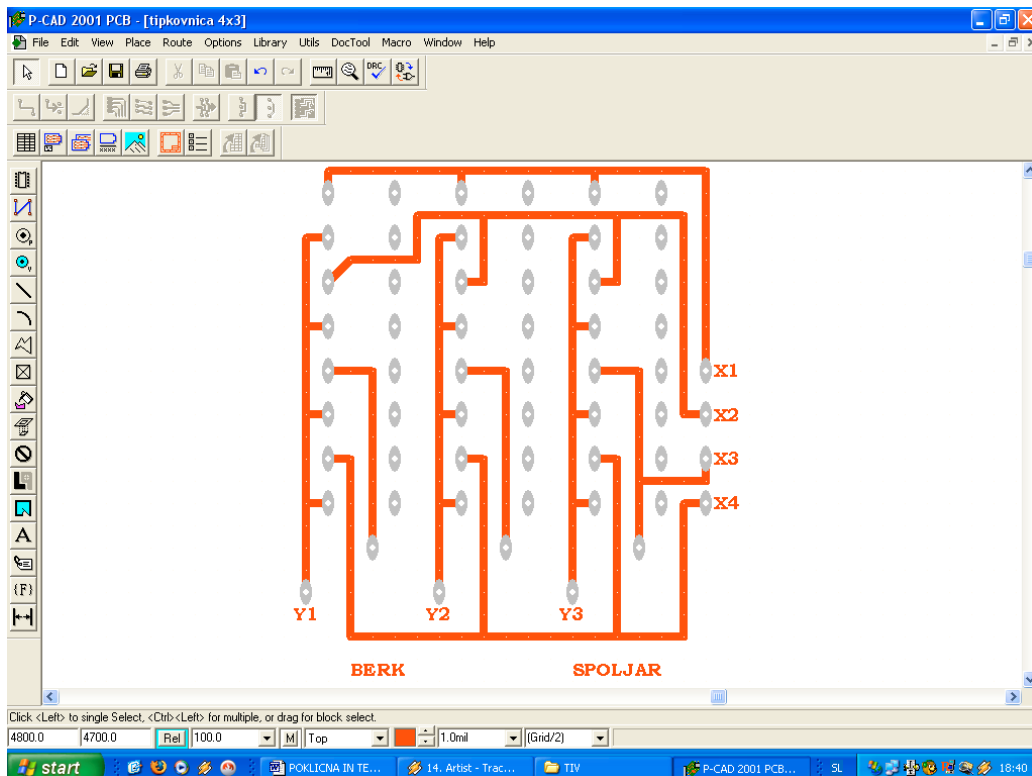 P-CAD 2001 PCB - [tipkovnica 4x3]
File Edit View Place Route Options Library Utils DocTool Macro Window Help
DRC
X1
X2
X3
X4
Y1 Y2 Y3
BERK SPOLJAR
A
{F}
Click <Left> to single Select, <Ctrl><Left> for multiple, or drag for block select.
4800.0 4700.0 Rel 100.0 M Top 1.0mil (Grid/2)
start POKLICNA IN TE... 14. Artist - Trac... TIV P-CAD 2001 PCB... SL 18:40